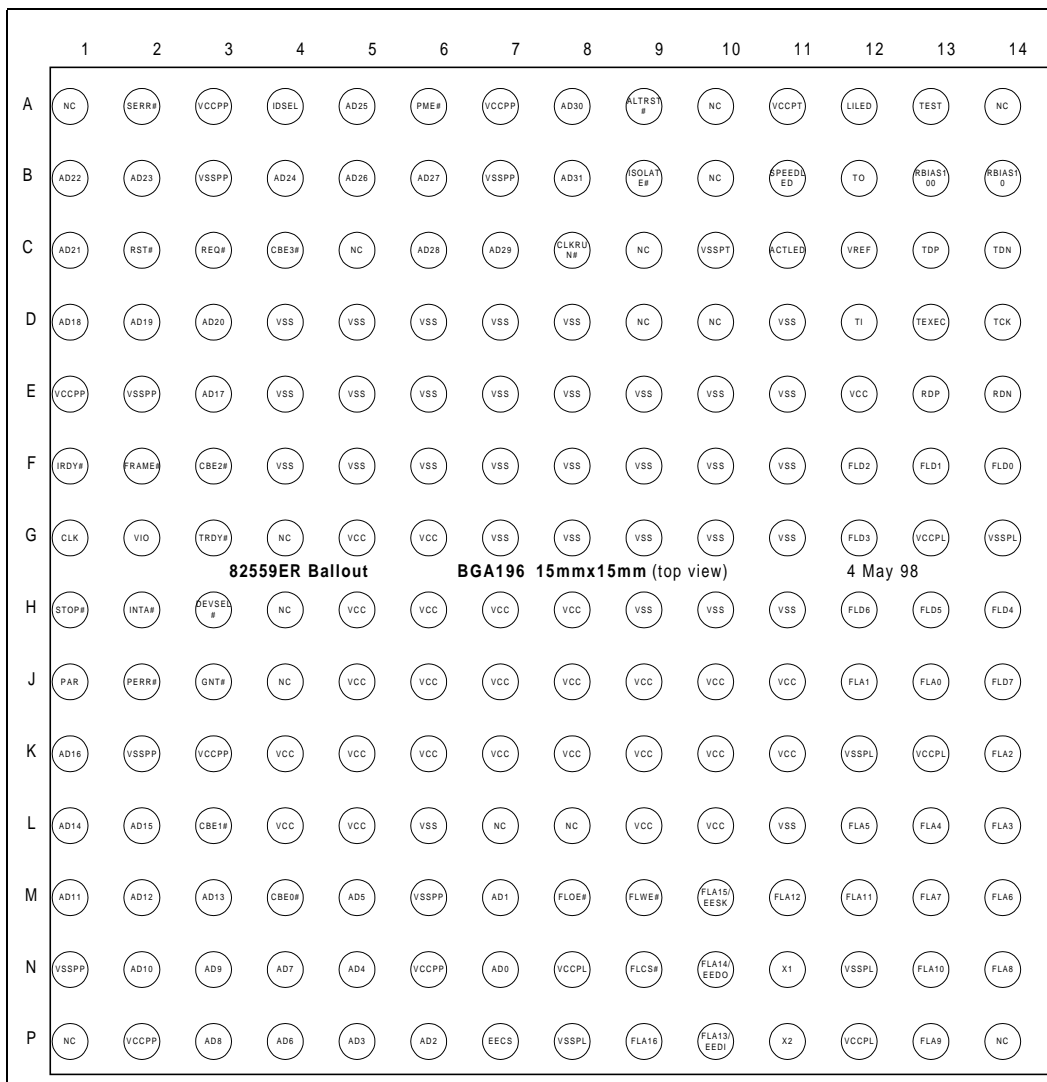 1 2 3 4 5 6 7 8 9 10 11 12 13 14
A NC SERR# VCCPP IDSEL AD25 PME# VCCPP AD30 ALTRST# NC VCCPT LILED TEST NC
B AD22 AD23 VSSPP AD24 AD26 AD27 VSSPP AD31 ISOLATE# NC SPEEDLED TO RBIAS100 RBIAS10
C AD21 RST# REQ# CBE3# NC AD28 AD29 CLKRUN# NC VSSPT ACTLED VREF TDP TDN
D AD18 AD19 AD20 VSS VSS VSS VSS VSS NC NC VSS TI TEXEC TCK
E VCCPP VSSPP AD17 VSS VSS VSS VSS VSS VSS VSS VSS VCC RDP RDN
F IRDY# FRAME# CBE2# VSS VSS VSS VSS VSS VSS VSS VSS FLD2 FLD1 FLD0
G CLK VIO TRDY# NC VCC VCC VSS VSS VSS VSS VSS FLD3 VCCPL VSSPL
82559ER Ballout BGA196 15mmx15mm (top view) 4 May 98
H STOP# INTA# DEVSEL# NC VCC VCC VCC VCC VSS VSS VSS FLD6 FLD5 FLD4
J PAR PERR# GNT# NC VCC VCC VCC VCC VCC VCC VCC FLA1 FLA0 FLD7
K AD16 VSSPP VCCPP VCC VCC VCC VCC VCC VCC VCC VCC VSSPL VCCPL FLA2
L AD14 AD15 CBE1# VCC VCC VSS NC NC VCC VCC VSS FLA5 FLA4 FLA3
M AD11 AD12 AD13 CBE0# AD5 VSSPP AD1 FLOE# FLWE# FLA15/EESK FLA12 FLA11 FLA7 FLA6
N VSSPP AD10 AD9 AD7 AD4 VCCPP AD0 VCCPL FLCS# FLA14/EEDO X1 VSSPL FLA10 FLA8
P NC VCCPP AD8 AD6 AD3 AD2 EECS VSSPL FLA16 FLA13/EEDI X2 VCCPL FLA9 NC